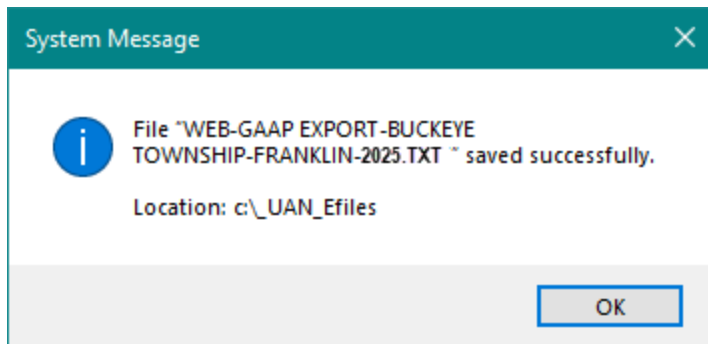 System Message
File "WEB-GAAP EXPORT-BUCKEYE
TOWNSHIP-FRANKLIN-2025.TXT " saved successfully.
Location: c:\_UAN_Efiles
OK